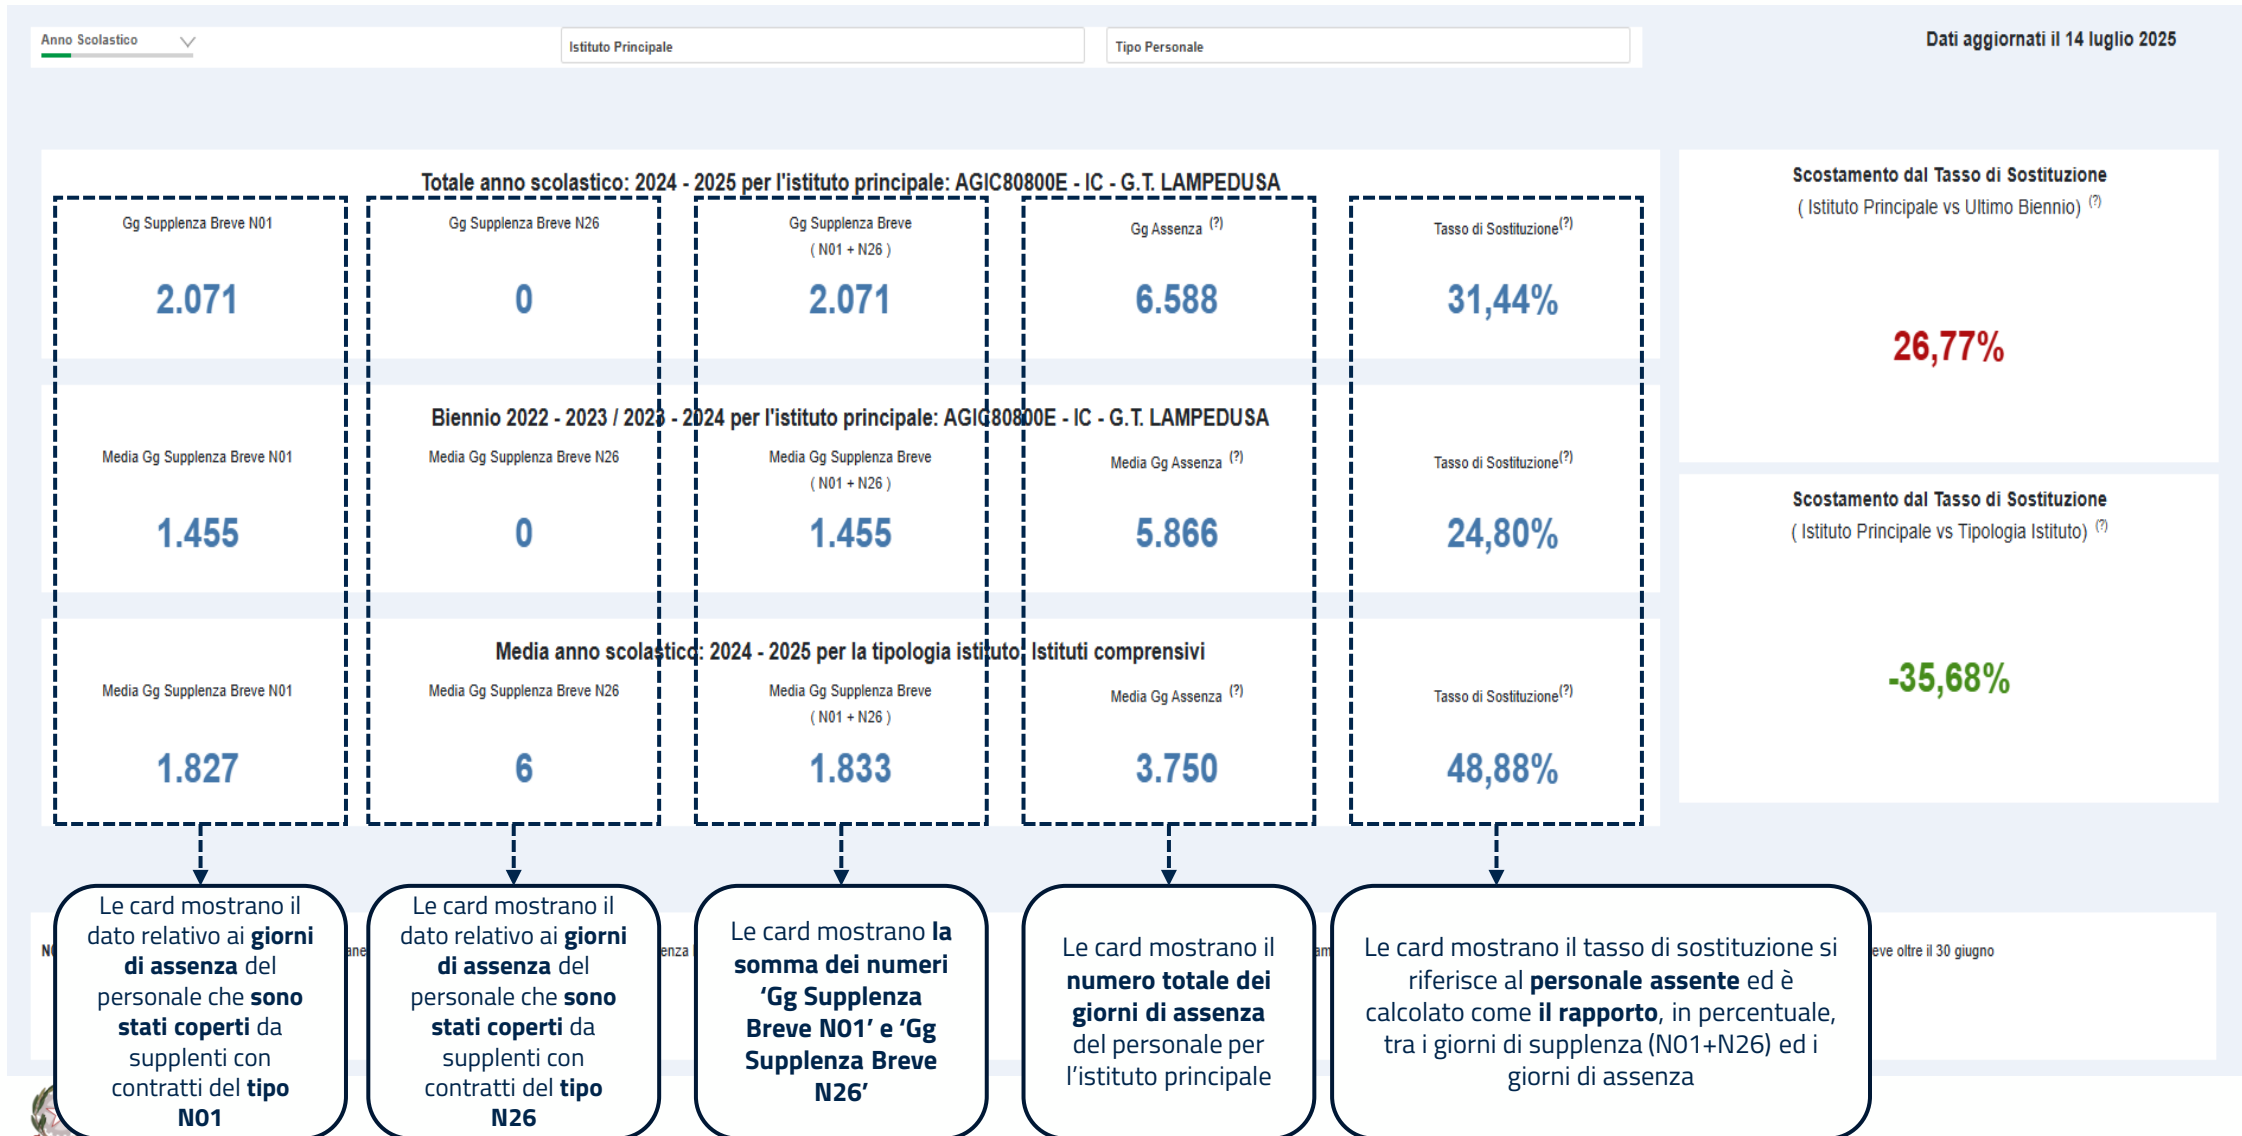 Anno Scolastico
Istituto Principale
Tipo Personale
Dati aggiornati il 14 luglio 2025
Totale anno scolastico: 2024 - 2025 per l'istituto principale: AGIC80800E - IC - G.T. LAMPEDUSA
Gg Supplenza Breve N01
2.071
Gg Supplenza Breve N26
0
Gg Supplenza Breve
( N01 + N26 )
2.071
Gg Assenza (?)
6.588
Tasso di Sostituzione(?)
31,44%
Scostamento dal Tasso di Sostituzione
( Istituto Principale vs Ultimo Biennio) (?)
26,77%
Biennio 2022 - 2023 / 2023 - 2024 per l'istituto principale: AGIC80800E - IC - G.T. LAMPEDUSA
Media Gg Supplenza Breve N01
1.455
Media Gg Supplenza Breve N26
0
Media Gg Supplenza Breve
( N01 + N26 )
1.455
Media Gg Assenza (?)
5.866
Tasso di Sostituzione(?)
24,80%
Scostamento dal Tasso di Sostituzione
( Istituto Principale vs Tipologia Istituto) (?)
-35,68%
Media anno scolastico: 2024 - 2025 per la tipologia istituto: Istituti comprensivi
Media Gg Supplenza Breve N01
1.827
Media Gg Supplenza Breve N26
6
Media Gg Supplenza Breve
( N01 + N26 )
1.833
Media Gg Assenza (?)
3.750
Tasso di Sostituzione(?)
48,88%
Le card mostrano il
dato relativo ai giorni
di assenza del
personale che sono
stati coperti da
supplenti con
contratti del tipo
N01
Le card mostrano il
dato relativo ai giorni
di assenza del
personale che sono
stati coperti da
supplenti con
contratti del tipo
N26
Le card mostrano la
somma dei numeri
‘Gg Supplenza
Breve N01’ e ‘Gg
Supplenza Breve
N26’
Le card mostrano il
numero totale dei
giorni di assenza
del personale per
l’istituto principale
Le card mostrano il tasso di sostituzione si
riferisce al personale assente ed è
calcolato come il rapporto, in percentuale,
tra i giorni di supplenza (N01+N26) ed i
giorni di assenza
oltre il 30 giugno